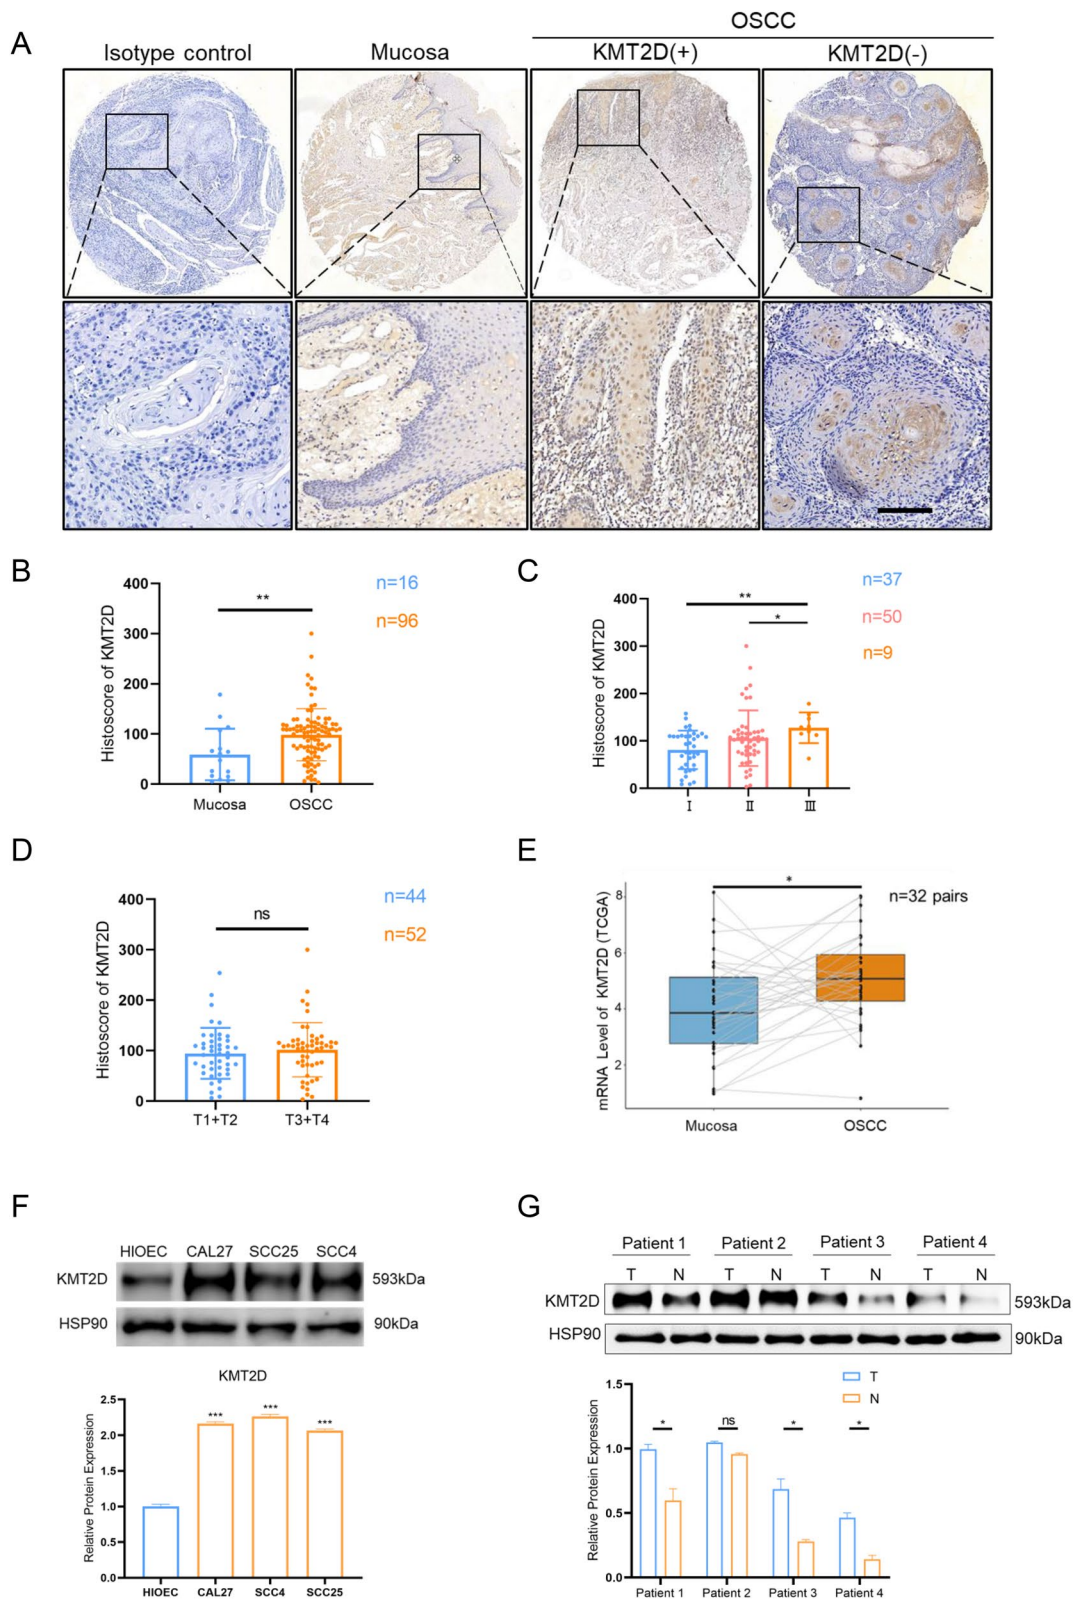 A
OSCC
Isotype control Mucosa KMT2D(+) KMT2D(-)
B
Histoscore of KMT2D
400
300
200
100
0
**
n=16
n=96
Mucosa OSCC
C
Histoscore of KMT2D
400
300
200
100
0
**
*
n=37
n=50
n=9
Ⅰ Ⅱ Ⅲ
D
Histoscore of KMT2D
400
300
200
100
0
ns
n=44
n=52
T1+T2 T3+T4
E
mRNA Level of KMT2D (TCGA)
8
6
4
2
*
n=32 pairs
Mucosa OSCC
F
HIOEC CAL27 SCC25 SCC4
KMT2D 593kDa
HSP90 90kDa
KMT2D
Relative Protein Expression
2.5
2.0
1.5
1.0
0.5
0.0
*** *** ***
HIOEC CAL27 SCC4 SCC25
G
Patient 1 Patient 2 Patient 3 Patient 4
T N T N T N T N
KMT2D 593kDa
HSP90 90kDa
T
N
Relative Protein Expression
1.5
1.0
0.5
0.0
* ns * *
Patient 1 Patient 2 Patient 3 Patient 4